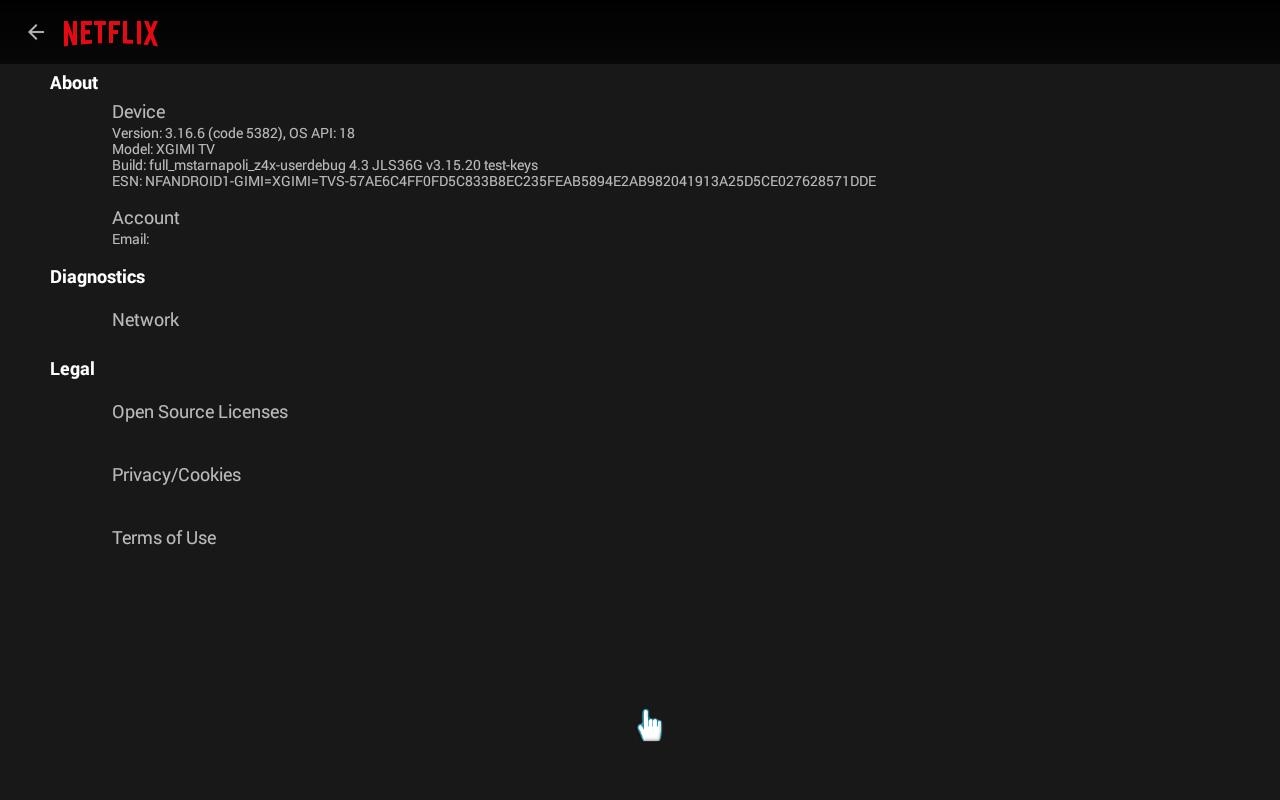 NETFLIX
About
Device
Version: 3.16.6 (code 5382), OS API: 18
Model: XGIMI TV
Build: full_mstarnapoli_z4x-userdebug 4.3 JLS36G v3.15.20 test-keys
ESN: NFANDROID1-GIMI=XGIMI=TVS-57AE6C4FF0FD5C833B8EC235FEAB5894E2AB982041913A25D5CE027628571DDE
Account
Email:
Diagnostics
Network
Legal
Open Source Licenses
Privacy/Cookies
Terms of Use